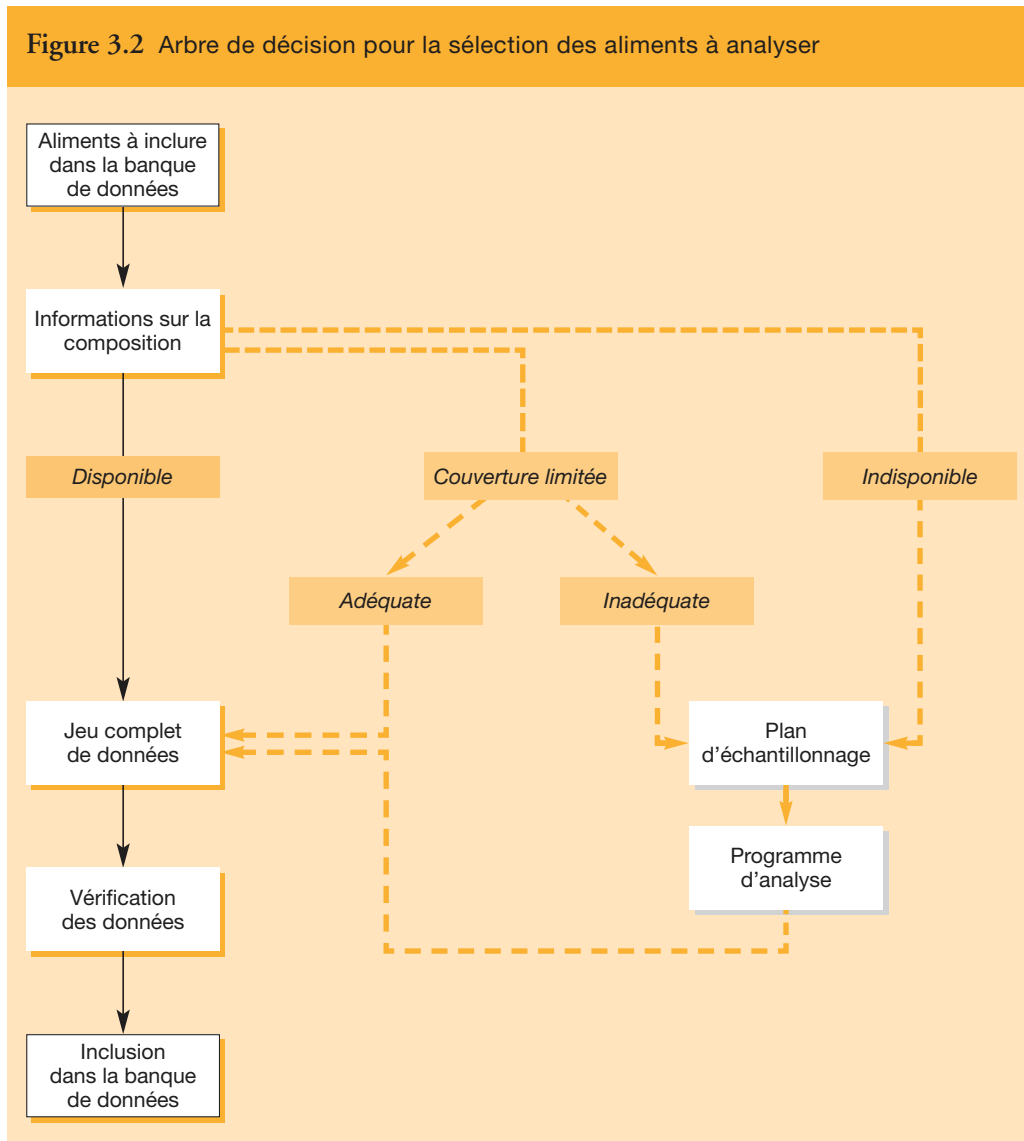 Figure 3.2 Arbre de décision pour la sélection des aliments à analyser
Aliments à inclure
dans la banque
de données
Informations sur la
composition
Disponible
Couverture limitée
Indisponible
Adéquate
Inadéquate
Jeu complet
de données
Plan
d’échantillonnage
Programme
d’analyse
Vérification
des données
Inclusion
dans la banque
de données